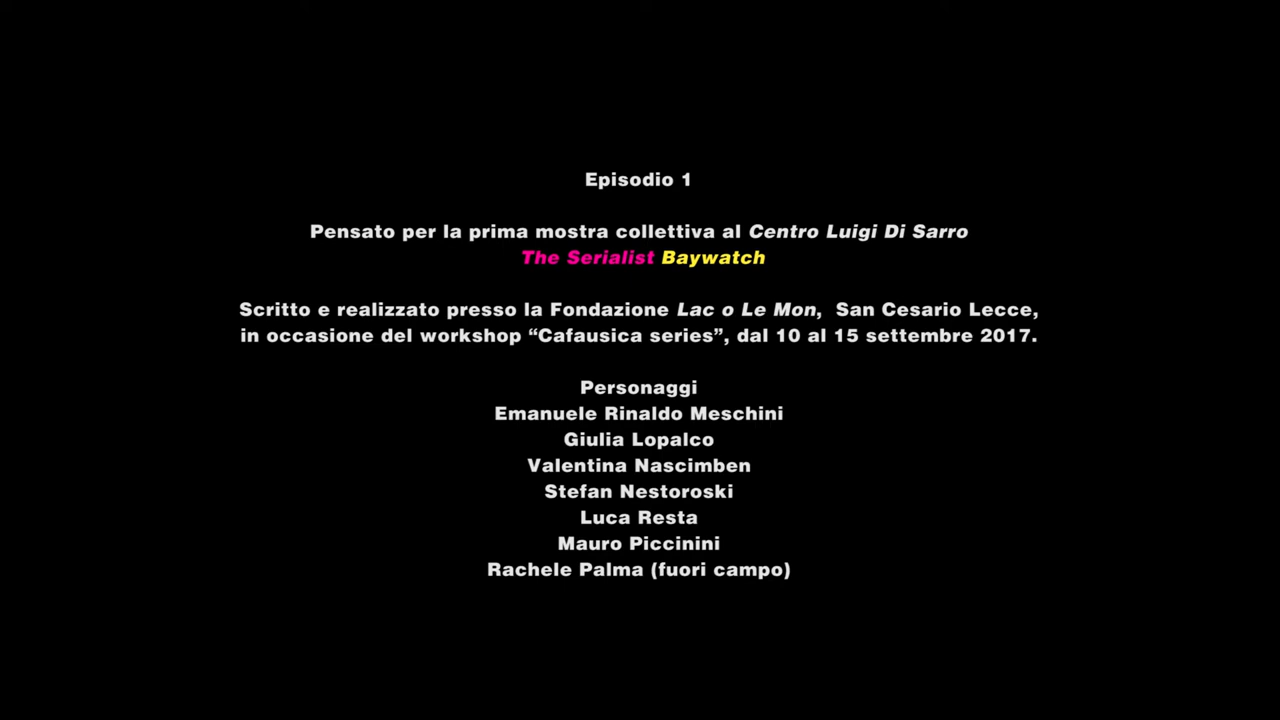 Episodio 1
Pensato per la prima mostra collettiva al Centro Luigi Di Sarro
The Serialist Baywatch
Scritto e realizzato presso la Fondazione Lac o Le Mon, San Cesario Lecce,
in occasione del workshop “Cafausica series”, dal 10 al 15 settembre 2017.
Personaggi
Emanuele Rinaldo Meschini
Giulia Lopalco
Valentina Nascimben
Stefan Nestoroski
Luca Resta
Mauro Piccinini
Rachele Palma (fuori campo)